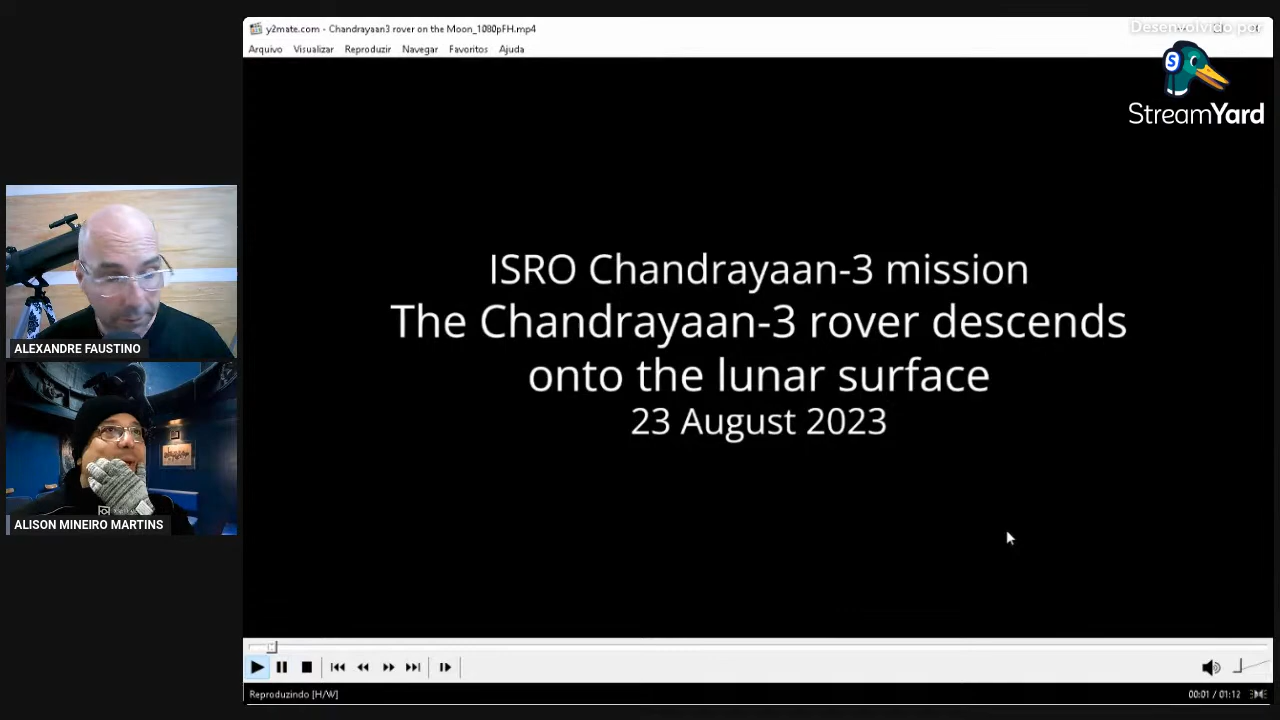 y2mate.com - Chandrayaan3 rover on the Moon_1080pFH.mp4
Desenvolvido por
Arquivo Visualizar Reproduzir Navegar Favoritos Ajuda
StreamYard
ISRO Chandrayaan-3 mission
The Chandrayaan-3 rover descends
onto the lunar surface
23 August 2023
ALEXANDRE FAUSTINO
ALISON MINEIRO MARTINS
Reproduzindo [H/W]
00:01 / 01:12